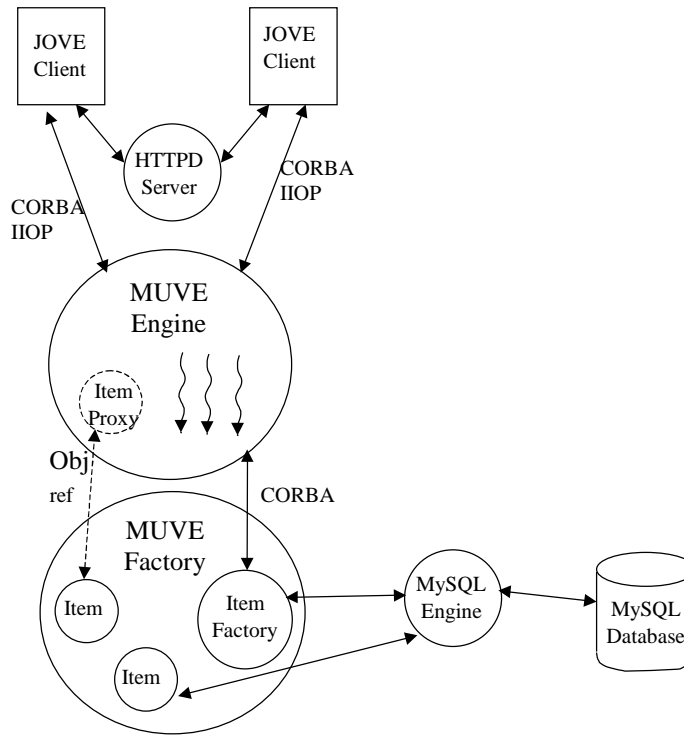 JOVE
Client
JOVE
Client
HTTPD
Server
CORBA
IIOP
CORBA
IIOP
MUVE
Engine
Item
Proxy
Obj
ref
CORBA
MUVE
Factory
Item
Item
Factory
Item
MySQL
Engine
MySQL
Database